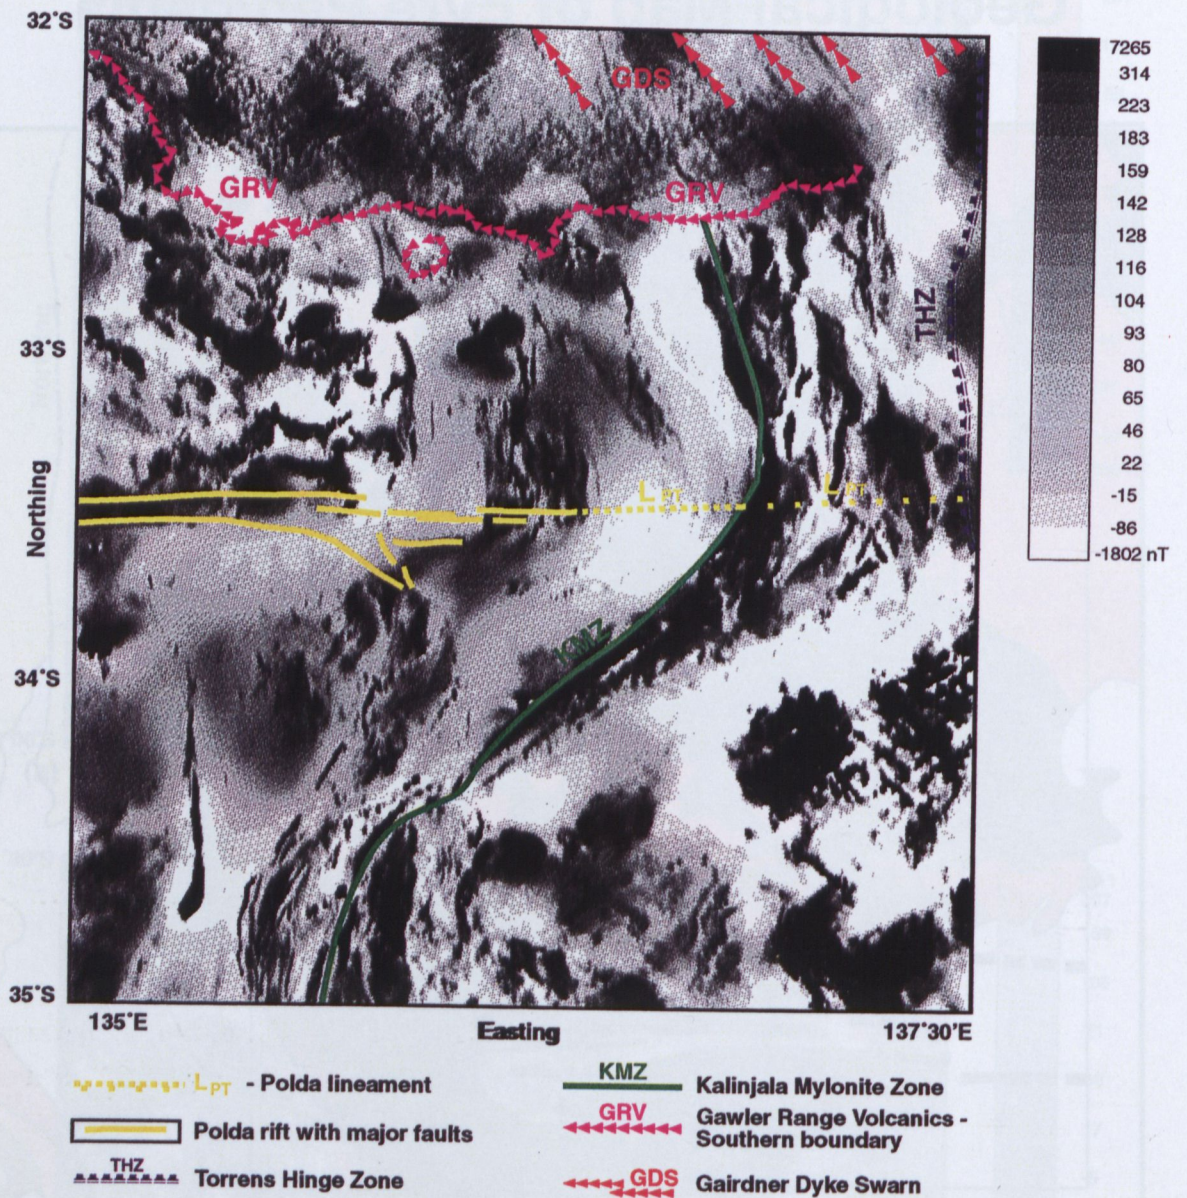 32°S
33°S
34°S
35°S
Northing
135°E
Easting
137°30'E
GDS
GRV
GRV
THZ
L PT
L PT
KMZ
7265
314
223
183
159
142
128
116
104
93
80
65
46
22
-15
-86
-1802 nT
L PT - Polda lineament
Polda rift with major faults
THZ
Torrens Hinge Zone
KMZ
Kalinjala Mylonite Zone
GRV
Gawler Range Volcanics -
Southern boundary
GDS
Gairdner Dyke Swarn